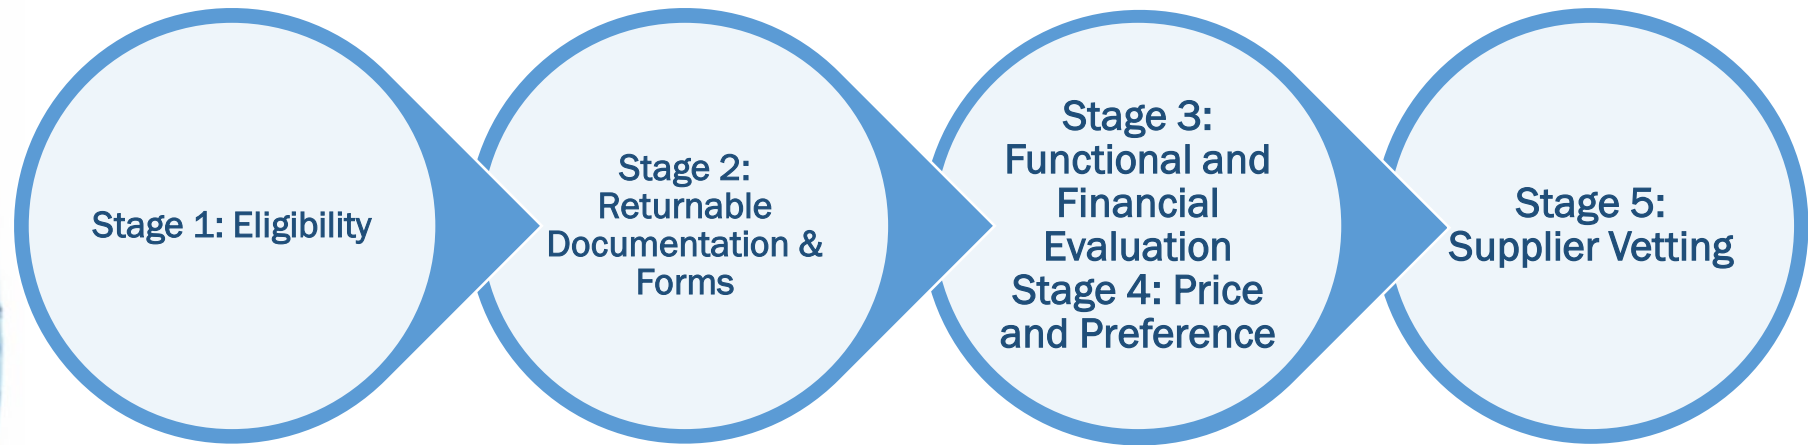 Stage 1: Eligibility
Stage 2:
Returnable
Documentation &
Forms
Stage 3:
Functional and
Financial
Evaluation
Stage 4: Price
and Preference
Stage 5:
Supplier Vetting